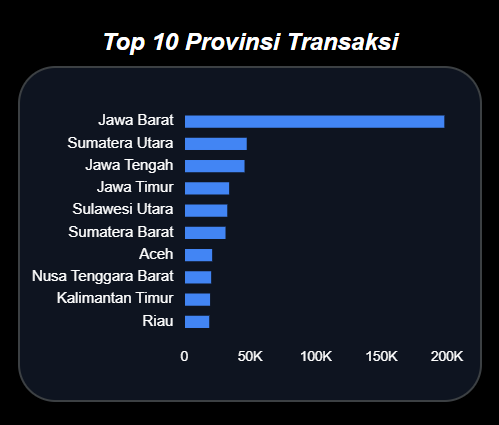 Top 10 Provinsi Transaksi
Jawa Barat
Sumatera Utara
Jawa Tengah
Jawa Timur
Sulawesi Utara
Sumatera Barat
Aceh
Nusa Tenggara Barat
Kalimantan Timur
Riau
0 50K 100K 150K 200K